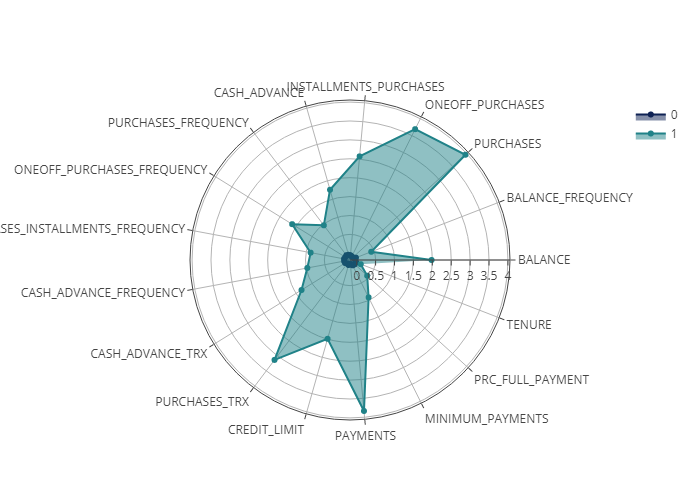 INSTALLMENTS_PURCHASES
CASH_ADVANCE
ONEOFF_PURCHASES
PURCHASES_FREQUENCY
PURCHASES
ONEOFF_PURCHASES_FREQUENCY
BALANCE_FREQUENCY
SES_INSTALLMENTS_FREQUENCY
BALANCE
0 0.5 1 1.5 2 2.5 3 3.5 4
CASH_ADVANCE_FREQUENCY
TENURE
CASH_ADVANCE_TRX
PRC_FULL_PAYMENT
PURCHASES_TRX
MINIMUM_PAYMENTS
CREDIT_LIMIT
PAYMENTS
0
1